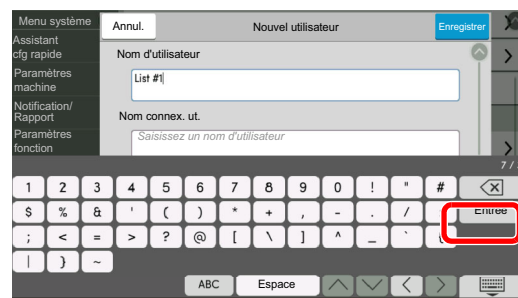 Menu système
Annul.
Nouvel utilisateur
Enregistrer
Assistant
cfg rapide
Nom d'utilisateur
Paramètres
machine
List #1
Notification/
Rapport
Nom connex. ut.
Paramètres
fonction
Saisissez un nom d'utilisateur
7 /
1 2 3 4 5 6 7 8 9 0 ! " #
$ % & ' ( ) * + , - . / Entrée
; < = > ? @ [ \ ] ^ _ ` {
| } ~
ABC Espace